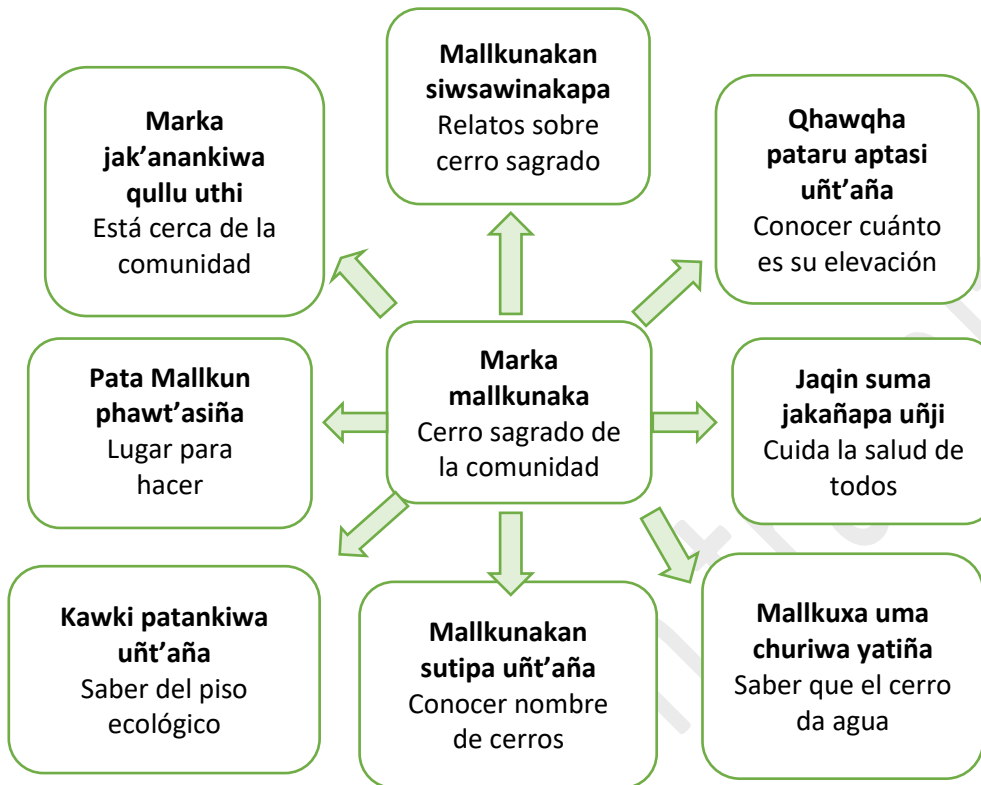 Mallkunakan
siwsawinakapa
Relatos sobre
cerro sagrado
Marka
jak’anankiwa
qullu uthi
Está cerca de la
comunidad
Qhawqha
pataru aptasi
uñt’aña
Conocer cuánto
es su elevación
Pata Mallkun
phawt’asiña
Lugar para
hacer
Marka
mallkunaka
Cerro sagrado de
la comunidad
Jaqin suma
jakañapa uñji
Cuida la salud de
todos
Kawki patankiwa
uñt’aña
Saber del piso
ecológico
Mallkunakan
sutipa uñt’aña
Conocer nombre
de cerros
Mallkuxa uma
churiwa yatiña
Saber que el cerro
da agua